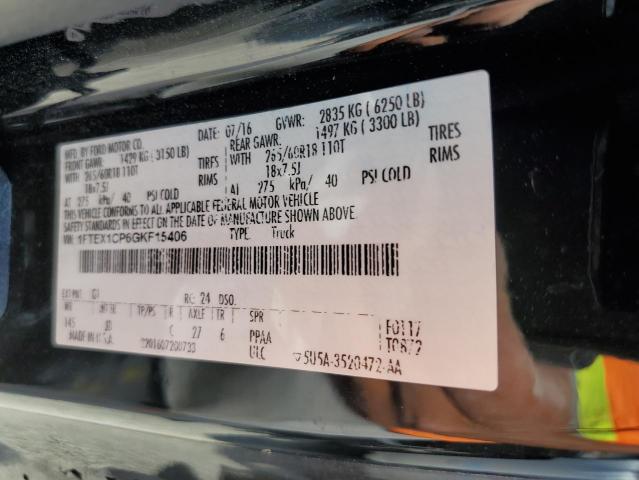 MFD. BY FORD MOTOR CO.
DATE: 07/16 GVWR: 2835 KG ( 6250 LB)
FRONT GAWR: 1429 KG ( 3150 LB)
REAR GAWR: 1497 KG ( 3300 LB)
WITH 265/60R18 110T TIRES
WITH 265/60R18 110T TIRES
18x7.5J RIMS
18x7.5J RIMS
AT 275 kPa/ 40 PSI COLD
AT 275 kPa/ 40 PSI COLD
THIS VEHICLE CONFORMS TO ALL APPLICABLE FEDERAL MOTOR VEHICLE
SAFETY STANDARDS IN EFFECT ON THE DATE OF MANUFACTURE SHOWN ABOVE.
VIN: 1FTEX1CP6GKF15406 TYPE: Truck
EXT PNT: G1 RC: 24 DSO:
WB INT TR TP/PS R AXLE TR SPR
145 C 27 6 PPAA F0117
MADE IN U.S.A. ULC T0872
5U5A-3520472-AA